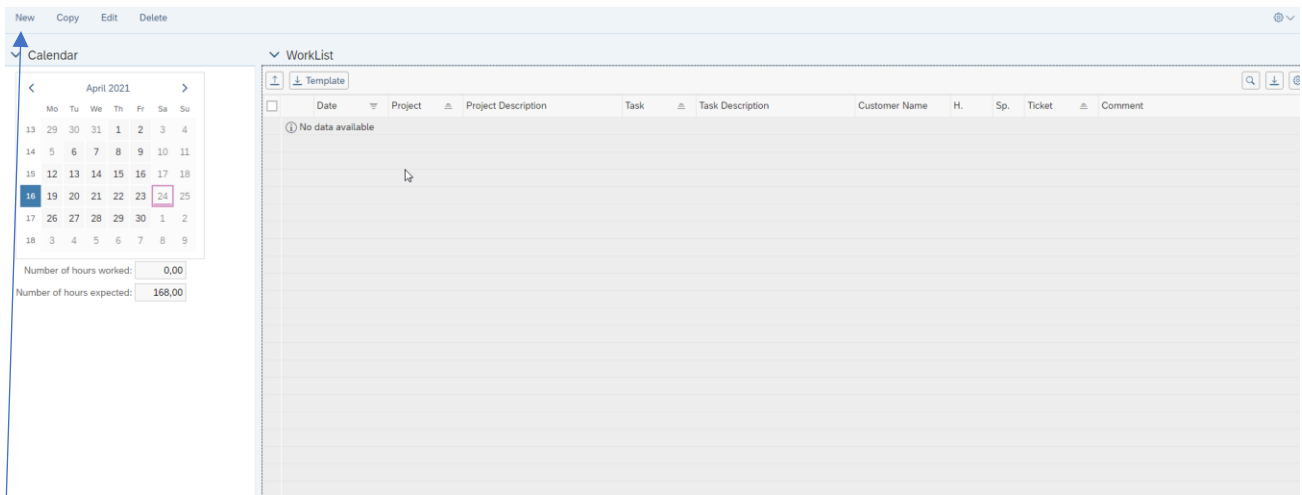 New Copy Edit Delete
Calendar
April 2021
Mo Tu We Th Fr Sa Su
13 29 30 31 1 2 3 4
14 5 6 7 8 9 10 11
15 12 13 14 15 16 17 18
16 19 20 21 22 23 24 25
17 26 27 28 29 30 1 2
18 3 4 5 6 7 8 9
Number of hours worked: 0,00
Number of hours expected: 168,00
WorkList
Template
Date Project Project Description Task Task Description Customer Name H. Sp. Ticket Comment
No data available